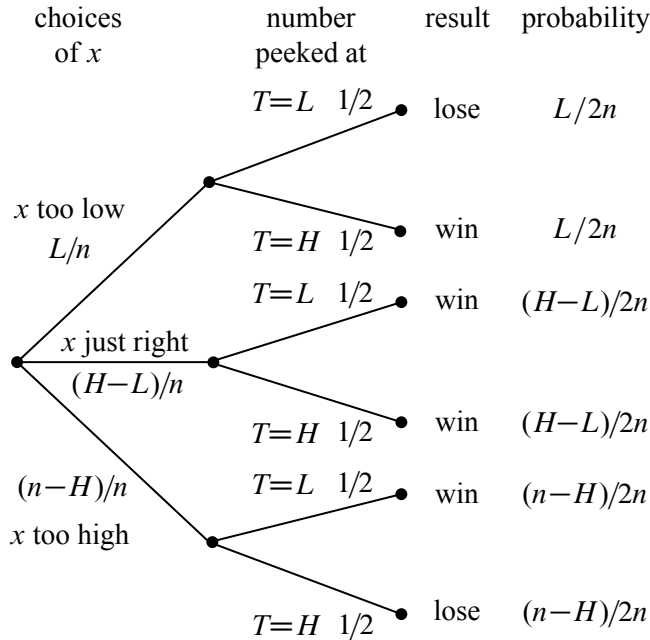 choices of x
number peeked at
result
probability
T=L 1/2
lose
L/2n
x too low
L/n
T=H 1/2
win
L/2n
T=L 1/2
win
(H−L)/2n
x just right
(H−L)/n
T=H 1/2
win
(H−L)/2n
(n−H)/n
x too high
T=L 1/2
win
(n−H)/2n
T=H 1/2
lose
(n−H)/2n